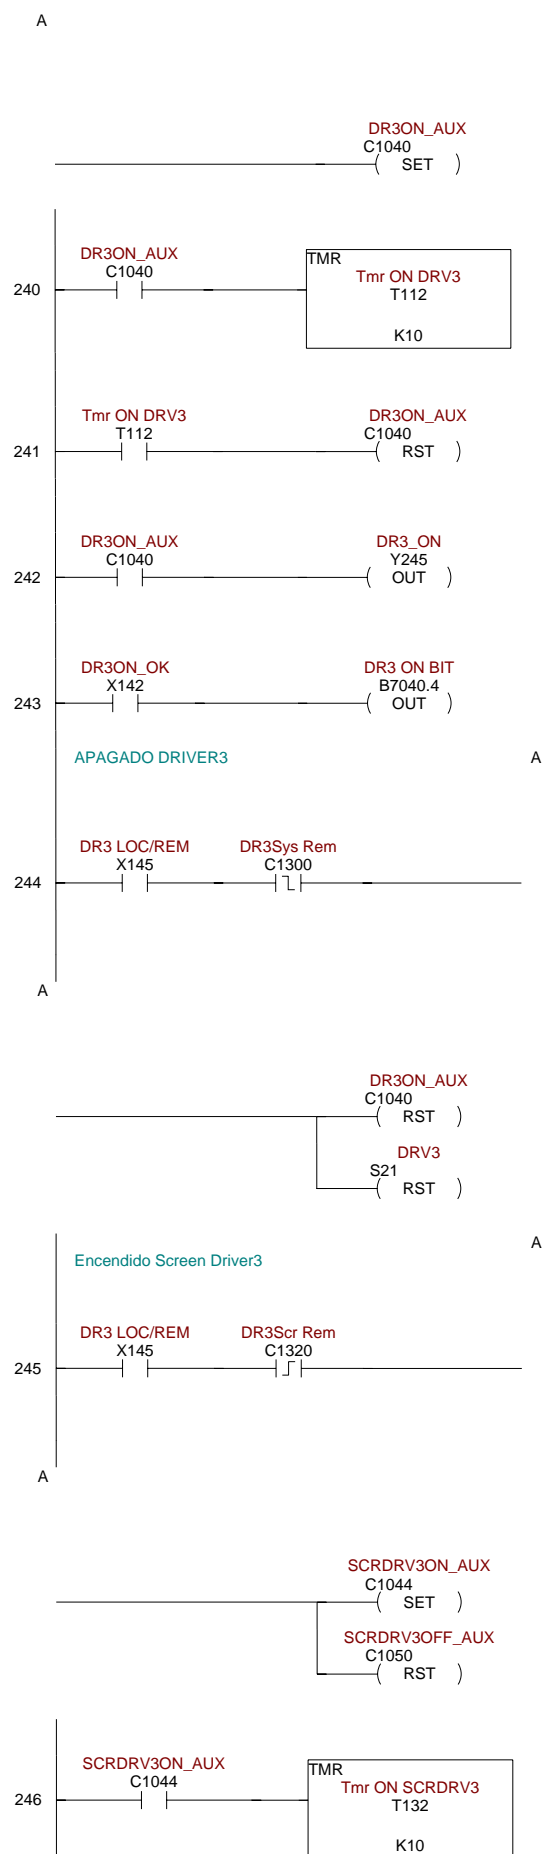 A
DR3ON_AUX
C1040
SET
DR3ON_AUX
C1040
240
TMR
Tmr ON DRV3
T112
K10
Tmr ON DRV3
T112
241
DR3ON_AUX
C1040
RST
DR3ON_AUX
C1040
242
DR3_ON
Y245
OUT
DR3ON_OK
X142
243
DR3 ON BIT
B7040.4
OUT
APAGADO DRIVER3
A
DR3 LOC/REM
X145
DR3Sys Rem
C1300
244
A
DR3ON_AUX
C1040
RST
DRV3
S21
RST
A
Encendido Screen Driver3
DR3 LOC/REM
X145
DR3Scr Rem
C1320
245
A
SCRDRV3ON_AUX
C1044
SET
SCRDRV3OFF_AUX
C1050
RST
SCRDRV3ON_AUX
C1044
246
TMR
Tmr ON SCRDRV3
T132
K10